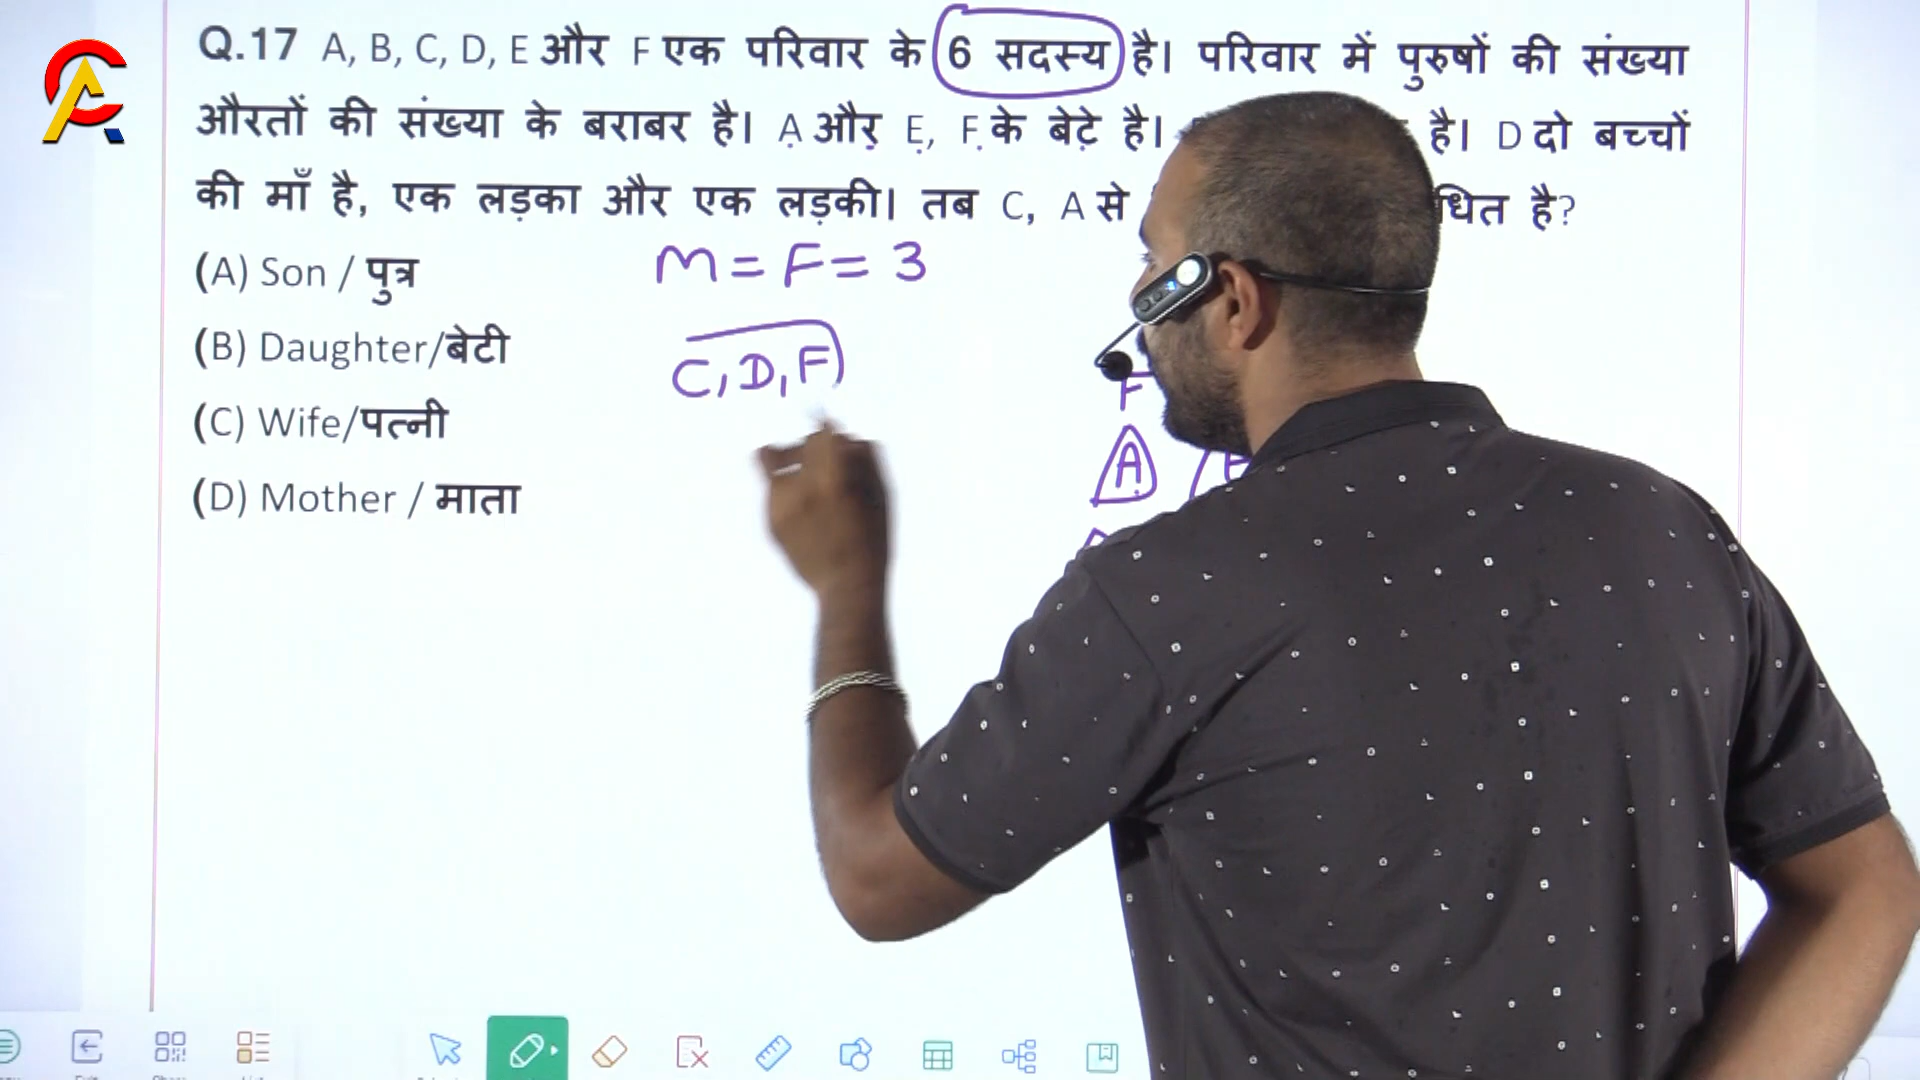 Q.17 A, B, C, D, E और F एक परिवार के 6 सदस्य है। परिवार में पुरुषों की संख्या
औरतों की संख्या के बराबर है। A और E, F के बेटे है। है। D दो बच्चों
की माँ है, एक लड़का और एक लड़की। तब C, A से धित है?
(A) Son / पुत्र
M = F = 3
(B) Daughter/बेटी
C, D, F
(C) Wife/पत्नी
F
A
(D) Mother / माता